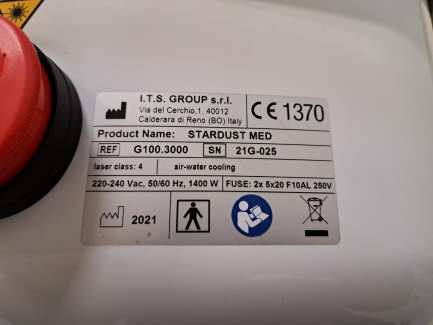 I.T.S. GROUP s.r.l.
Via del Cerchio,1, 40012
Calderara di Reno (BO) Italy
CE 1370
Product Name: STARDUST MED
REF G100.3000 SN 21G-025
laser class: 4 air-water cooling
220-240 Vac, 50/60 Hz, 1400 W FUSE: 2x 5x20 F10AL 250V
2021